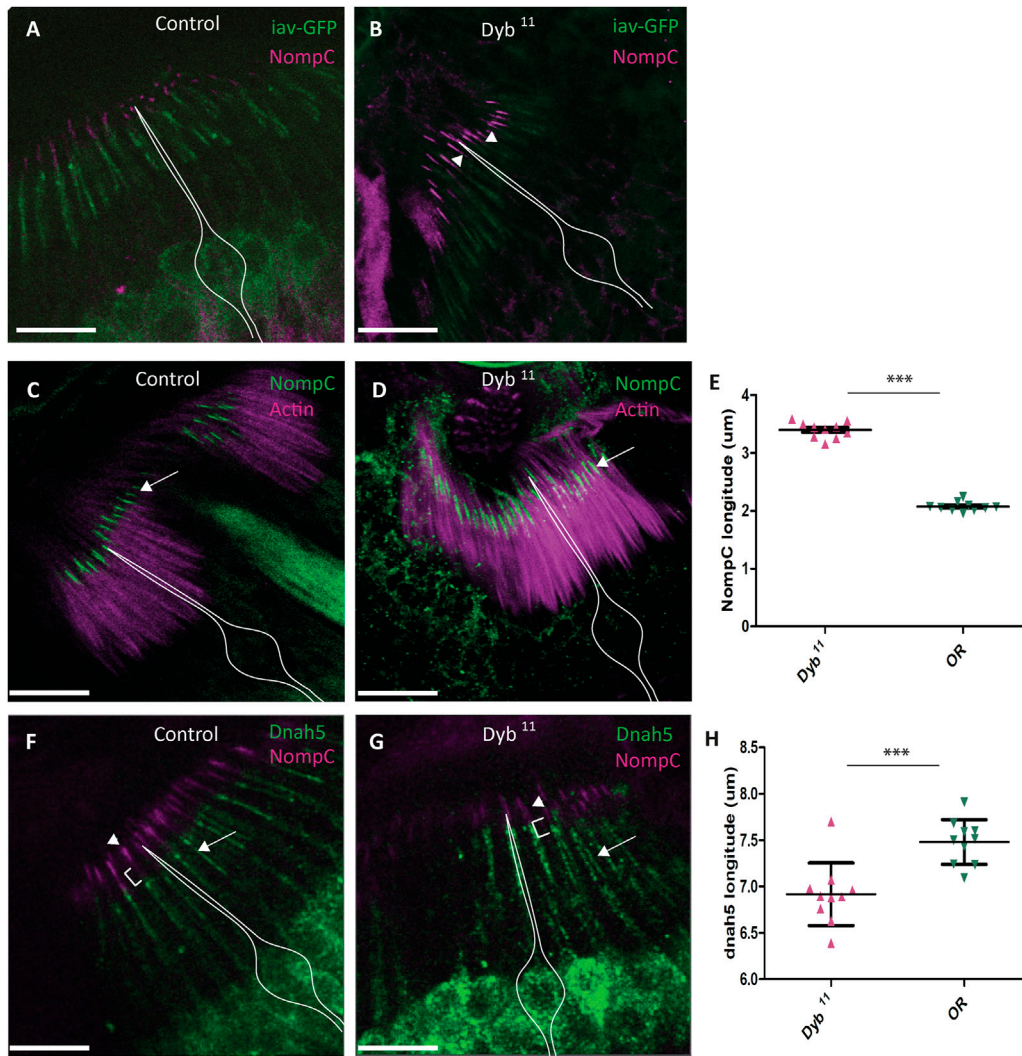 A
Control
iav-GFP
NompC
B
Dyb 11
iav-GFP
NompC
C
Control
NompC
Actin
D
Dyb 11
NompC
Actin
E
***
NompC longitude (um)
4
3
2
1
0
Dyb 11
OR
F
Control
Dnah5
NompC
G
Dyb 11
Dnah5
NompC
H
***
dnah5 longitude (um)
8.5
8.0
7.5
7.0
6.5
6.0
Dyb 11
OR